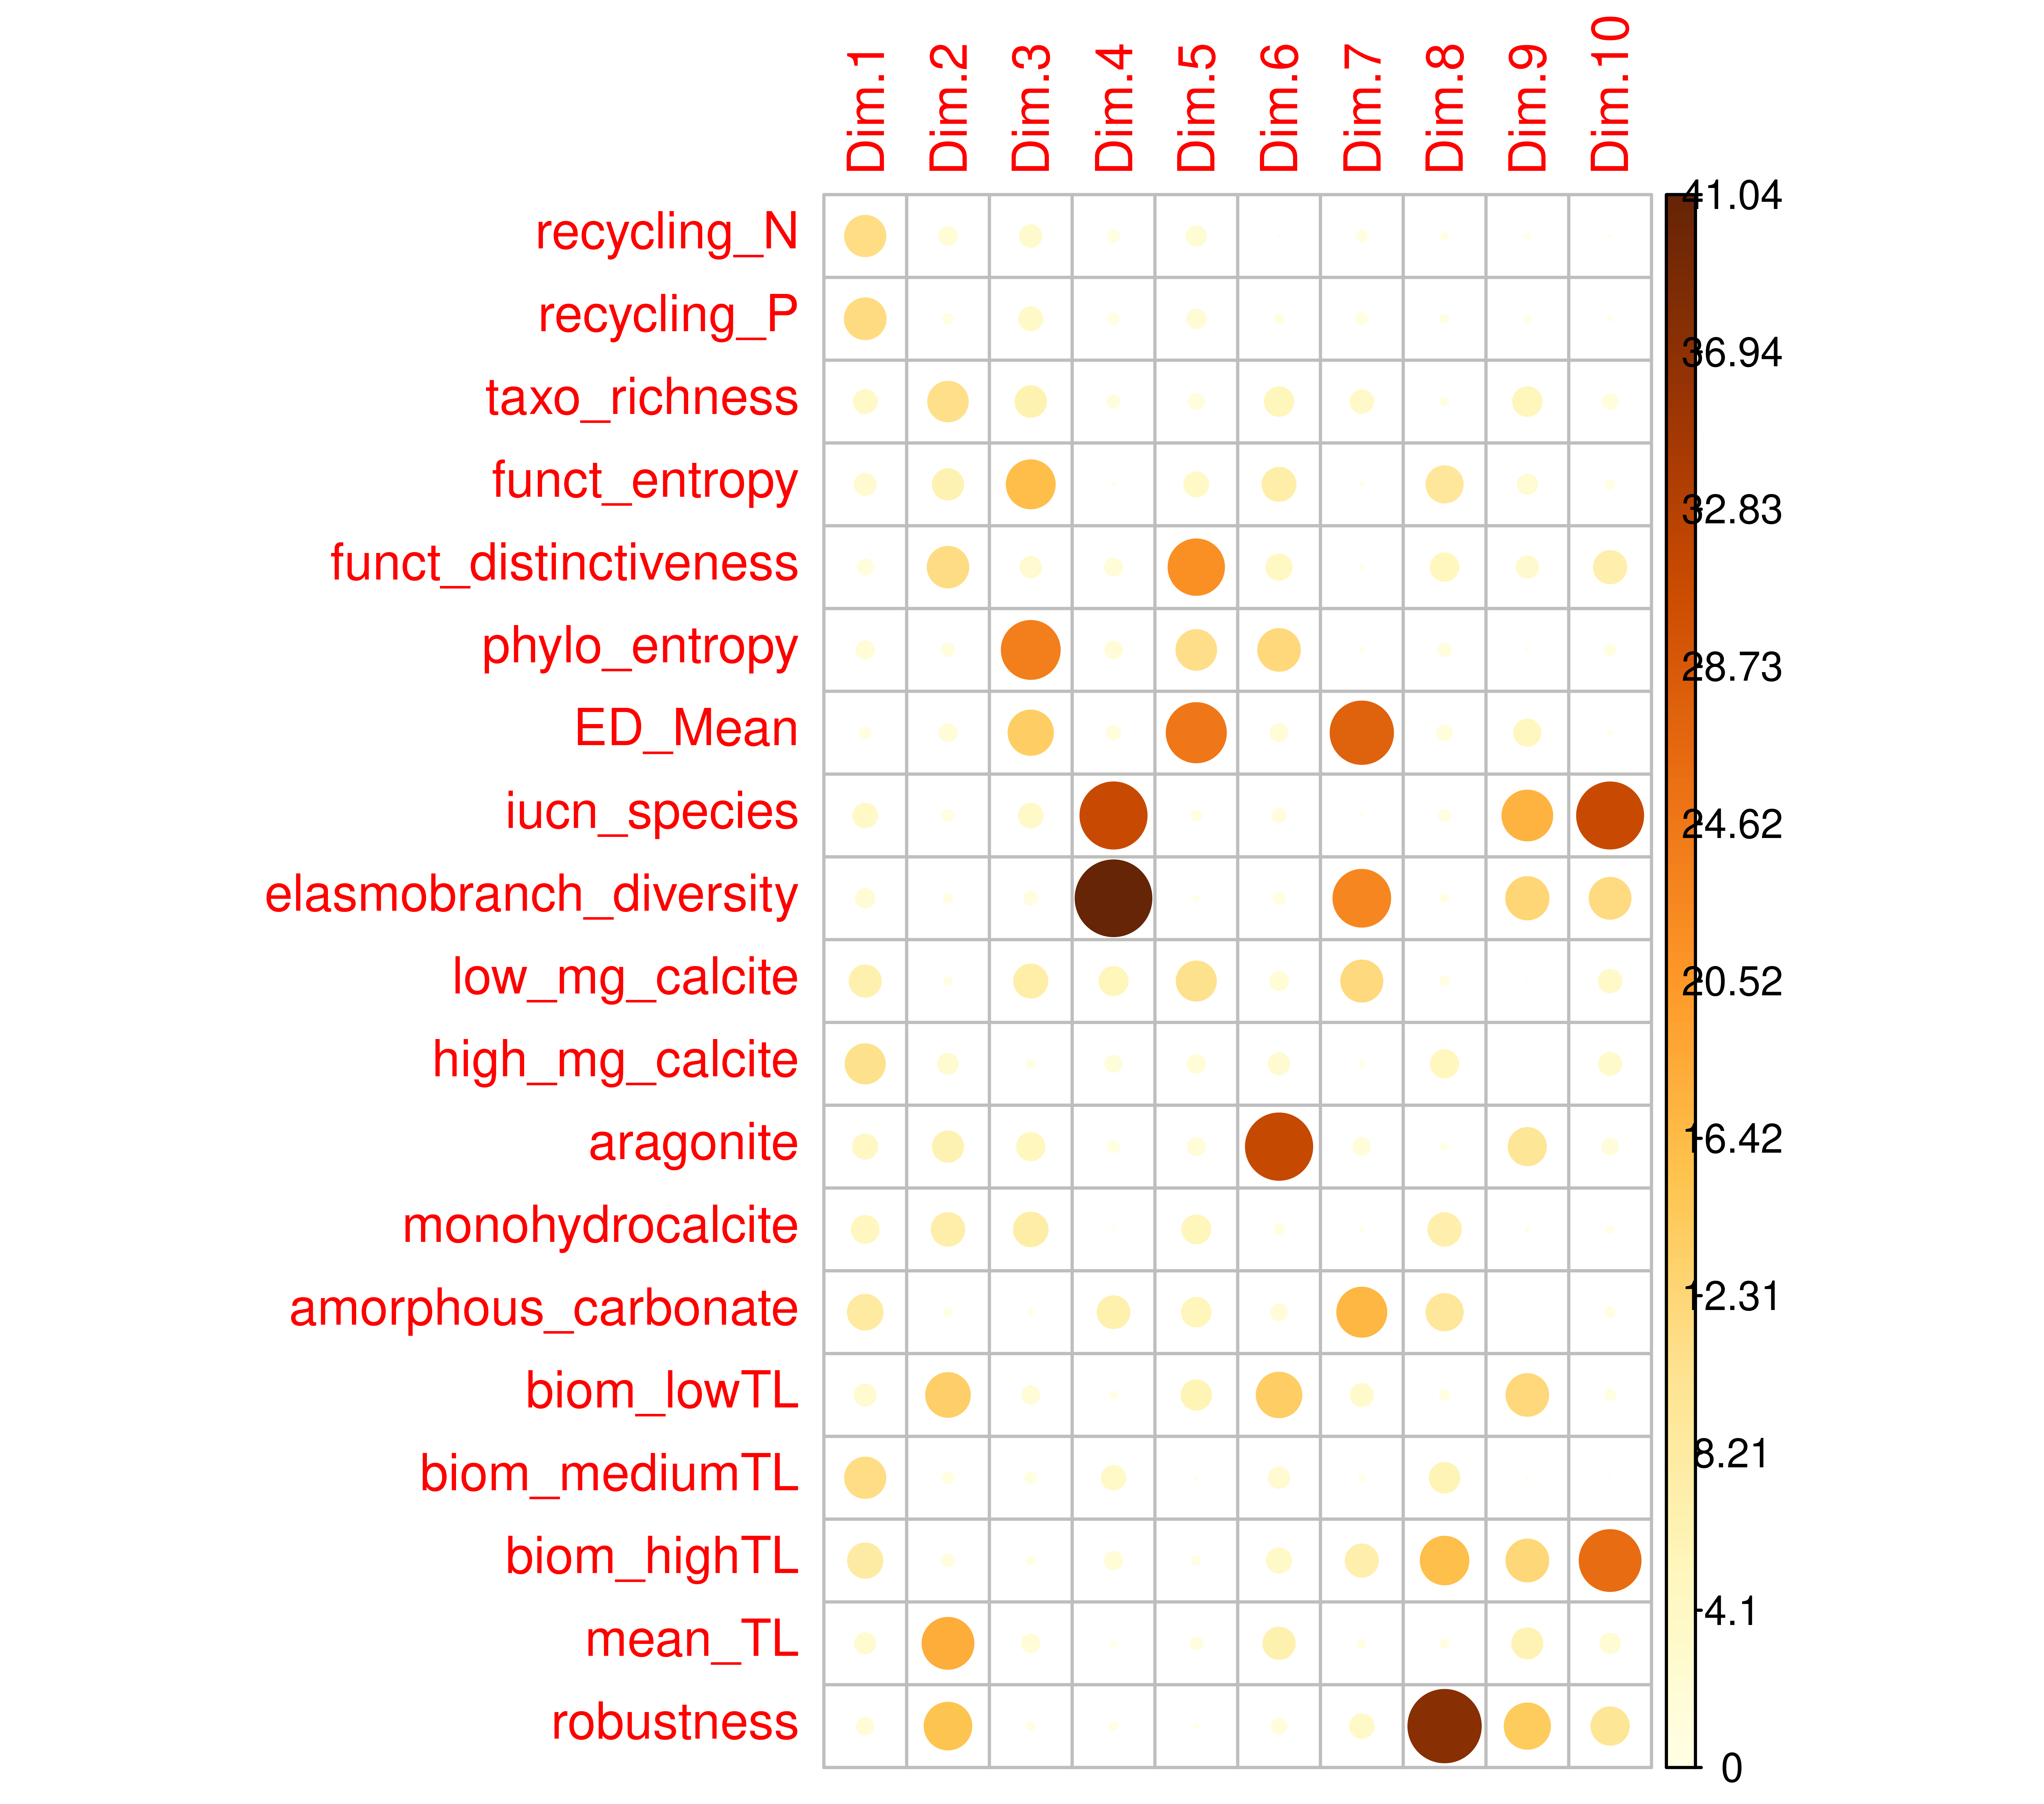 Dim.1 Dim.2 Dim.3 Dim.4 Dim.5 Dim.6 Dim.7 Dim.8 Dim.9 Dim.10
recycling_N
recycling_P
taxo_richness
funct_entropy
funct_distinctiveness
phylo_entropy
ED_Mean
iucn_species
elasmobranch_diversity
low_mg_calcite
high_mg_calcite
aragonite
monohydrocalcite
amorphous_carbonate
biom_lowTL
biom_mediumTL
biom_highTL
mean_TL
robustness
41.04
36.94
32.83
28.73
24.62
20.52
16.42
12.31
8.21
4.1
0